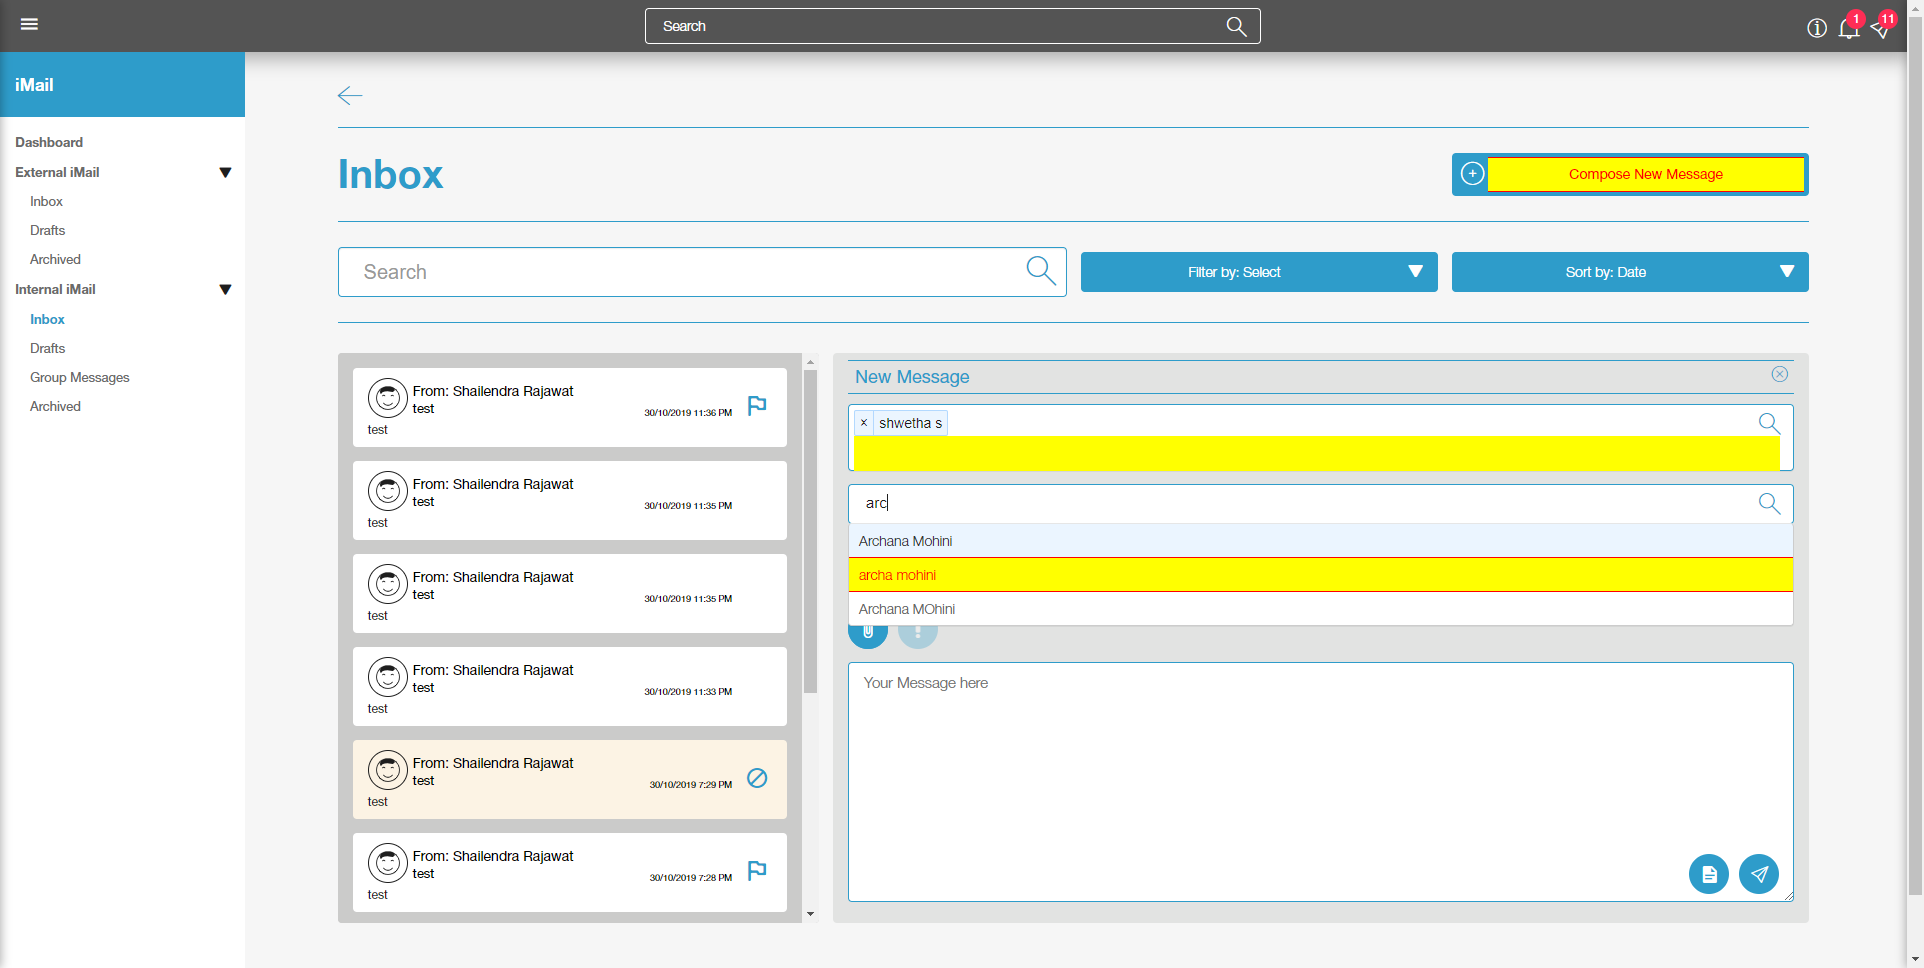 Search
1
11
iMail
Dashboard
External iMail
Inbox
Drafts
Archived
Internal iMail
Inbox
Drafts
Group Messages
Archived
Inbox
Compose New Message
Search
Filter by: Select
Sort by: Date
From: Shailendra Rajawat
test
30/10/2019 11:36 PM
test
From: Shailendra Rajawat
test
30/10/2019 11:35 PM
test
From: Shailendra Rajawat
test
30/10/2019 11:35 PM
test
From: Shailendra Rajawat
test
30/10/2019 11:33 PM
test
From: Shailendra Rajawat
test
30/10/2019 7:29 PM
test
From: Shailendra Rajawat
test
30/10/2019 7:28 PM
test
New Message
× shwetha s
arc
Archana Mohini
archa mohini
Archana MOhini
Your Message here